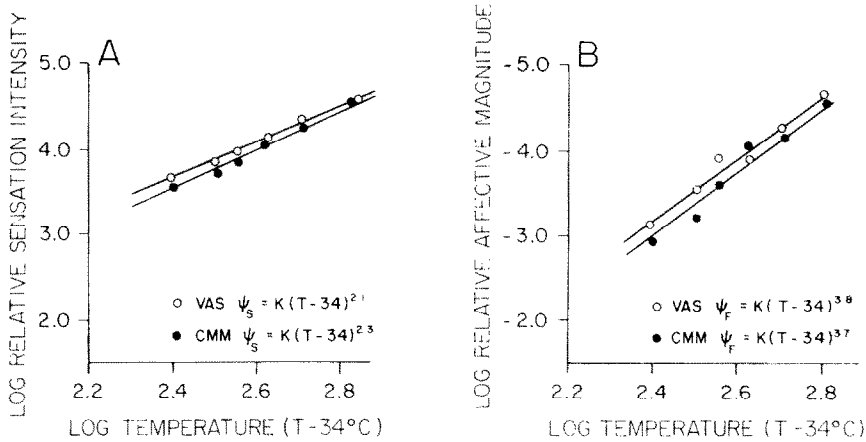 A
LOG RELATIVE SENSATION INTENSITY
5.0
4.0
3.0
2.0
○ VAS ψS = K(T-34)^2.1
● CMM ψS = K(T-34)^2.3
2.2 2.4 2.6 2.8
LOG TEMPERATURE (T-34°C)
B
LOG RELATIVE AFFECTIVE MAGNITUDE
- 5.0
- 4.0
- 3.0
- 2.0
○ VAS ψF = K(T-34)^3.8
● CMM ψF = K(T-34)^3.7
2.2 2.4 2.6 2.8
LOG TEMPERATURE (T-34°C)